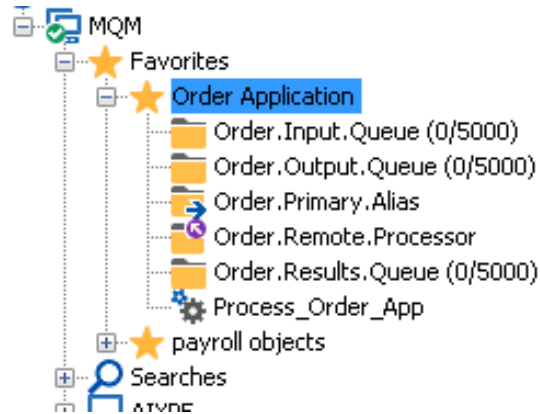 MQM
Favorites
Order Application
Order.Input.Queue (0/5000)
Order.Output.Queue (0/5000)
Order.Primary.Alias
Order.Remote.Processor
Order.Results.Queue (0/5000)
Process_Order_App
payroll objects
Searches